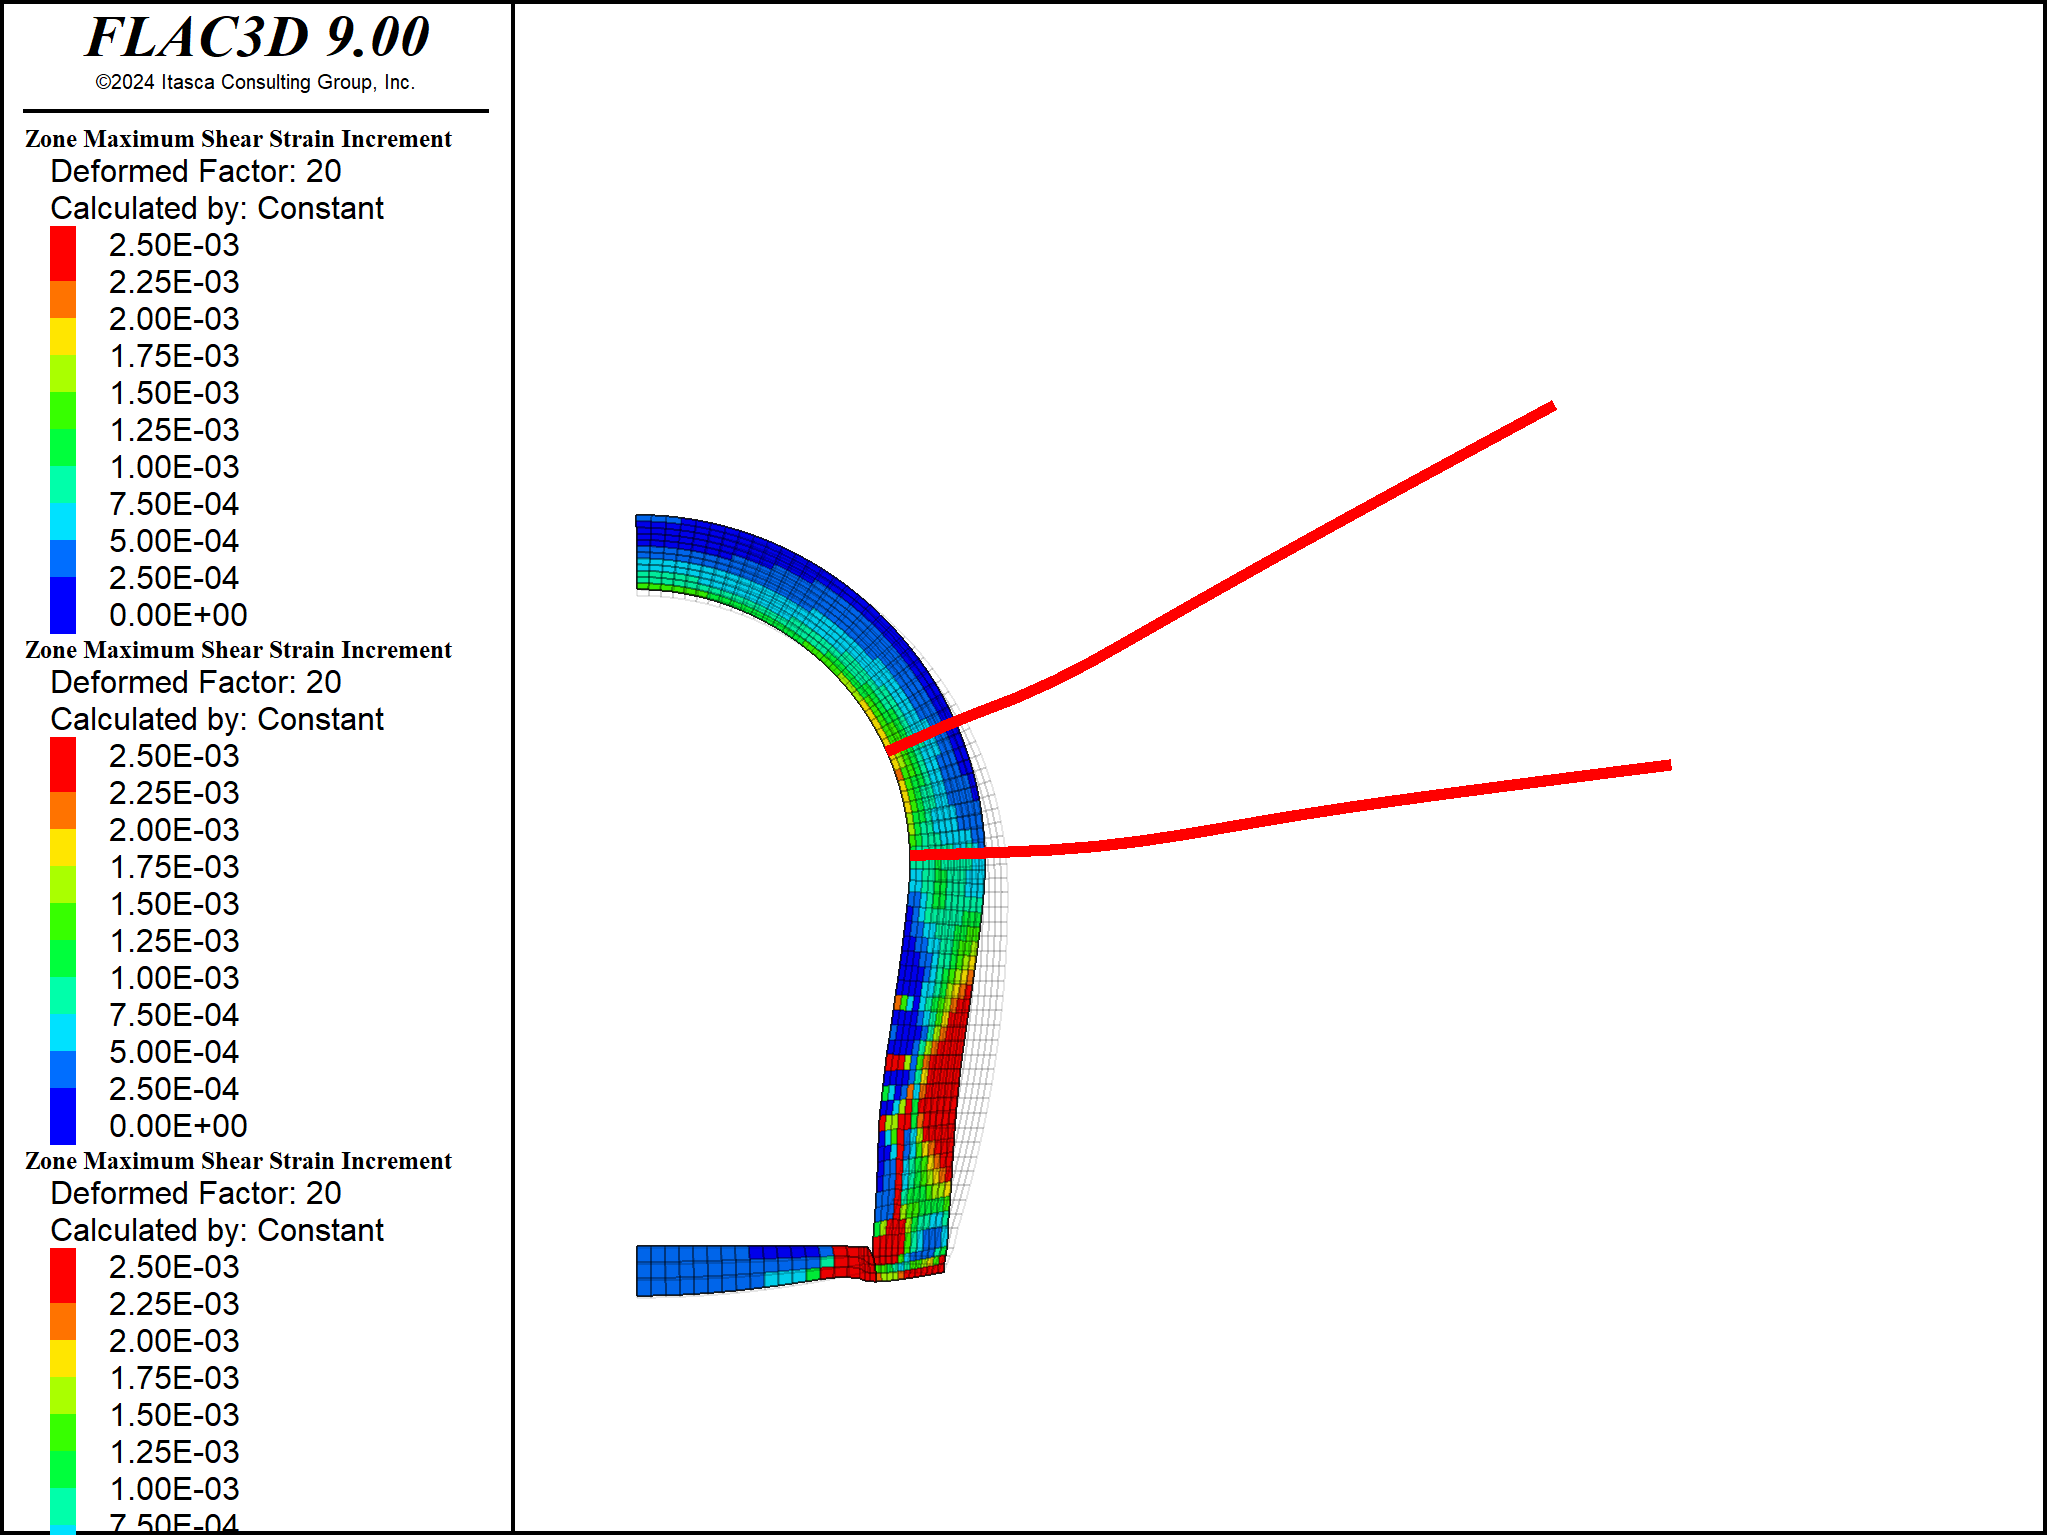 FLAC3D 9.00
©2024 Itasca Consulting Group, Inc.
Zone Maximum Shear Strain Increment
Deformed Factor: 20
Calculated by: Constant
2.50E-03
2.25E-03
2.00E-03
1.75E-03
1.50E-03
1.25E-03
1.00E-03
7.50E-04
5.00E-04
2.50E-04
0.00E+00
Zone Maximum Shear Strain Increment
Deformed Factor: 20
Calculated by: Constant
2.50E-03
2.25E-03
2.00E-03
1.75E-03
1.50E-03
1.25E-03
1.00E-03
7.50E-04
5.00E-04
2.50E-04
0.00E+00
Zone Maximum Shear Strain Increment
Deformed Factor: 20
Calculated by: Constant
2.50E-03
2.25E-03
2.00E-03
1.75E-03
1.50E-03
1.25E-03
1.00E-03
7.50E-04